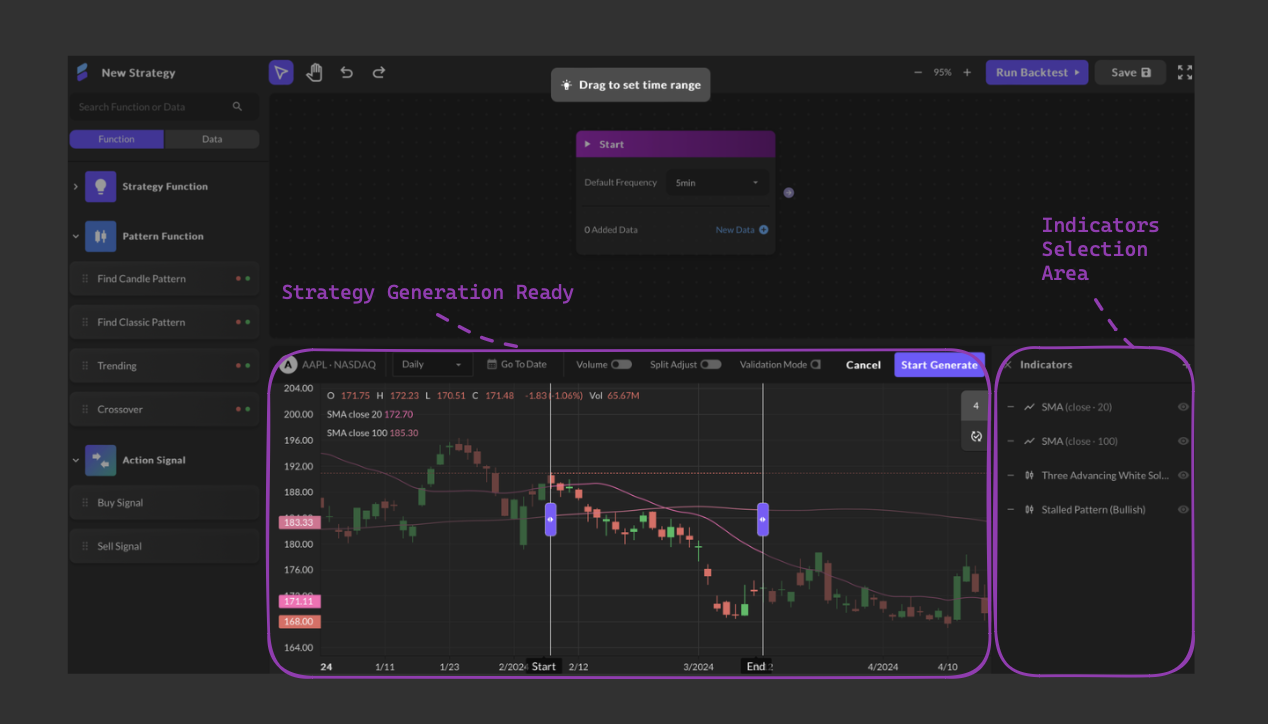 New Strategy
Drag to set time range
95%
Run Backtest
Save
Search Function or Data
Function
Data
Strategy Function
Pattern Function
Find Candle Pattern
Find Classic Pattern
Trending
Crossover
Action Signal
Buy Signal
Sell Signal
Start
Default Frequency
5min
0 Added Data
New Data
Strategy Generation Ready
Indicators
Selection
Area
A AAPL · NASDAQ
Daily
Go To Date
Volume
Split Adjust
Validation Mode
Cancel
Start Generate
O 171.75 H 172.23 L 170.51 C 171.48 -1.83(-1.06%) Vol 65.67M
SMA close 20 172.70
SMA close 100 185.30
4
204.00
200.00
196.00
192.00
188.00
183.33
180.00
176.00
171.11
168.00
164.00
24
1/11
1/23
2/2024
Start
2/12
3/2024
End
4/2024
4/10
Indicators
SMA (close · 20)
SMA (close · 100)
Three Advancing White Sol...
Stalled Pattern (Bullish)